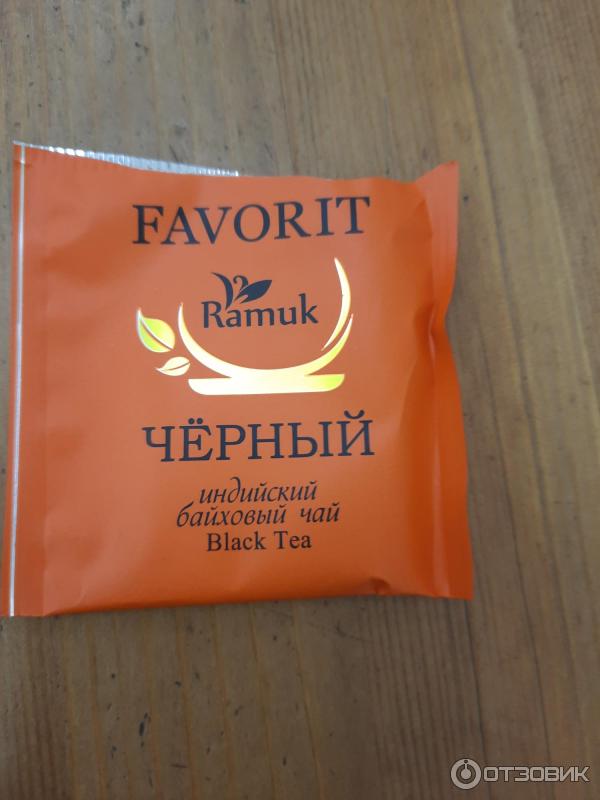 FAVORIT
Ramuk
ЧЁРНЫЙ
индийский
байховый чай
Black Tea
ОТЗОВИК